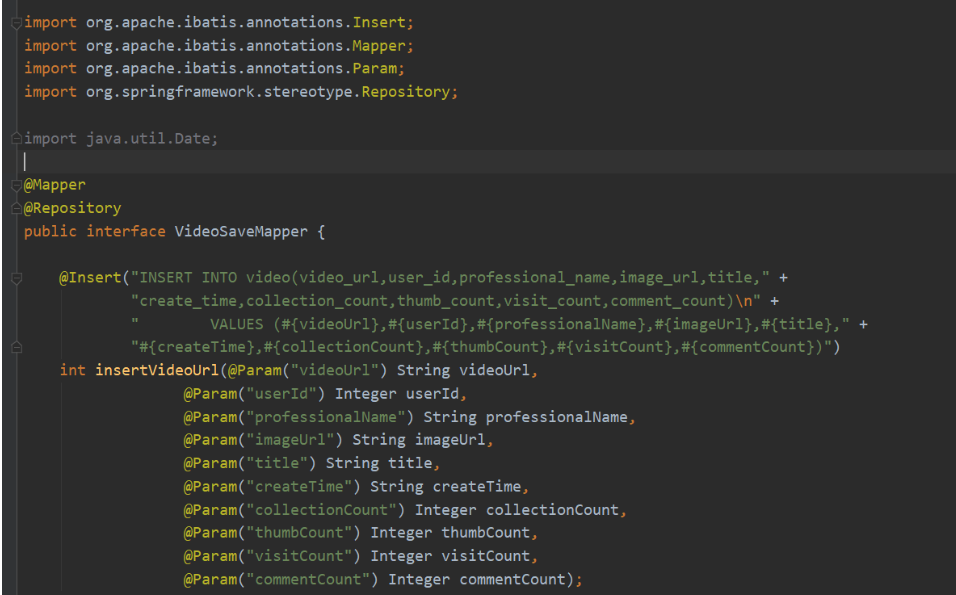 import org.apache.ibatis.annotations.Insert;
import org.apache.ibatis.annotations.Mapper;
import org.apache.ibatis.annotations.Param;
import org.springframework.stereotype.Repository;

import java.util.Date;

@Mapper
@Repository
public interface VideoSaveMapper {

    @Insert("INSERT INTO video(video_url,user_id,professional_name,image_url,title," +
            "create_time,collection_count,thumb_count,visit_count,comment_count)\n" +
            "        VALUES (#{videoUrl},#{userId},#{professionalName},#{imageUrl},#{title}," +
            "#{createTime},#{collectionCount},#{thumbCount},#{visitCount},#{commentCount})")
    int insertVideoUrl(@Param("videoUrl") String videoUrl,
                  @Param("userId") Integer userId,
                  @Param("professionalName") String professionalName,
                  @Param("imageUrl") String imageUrl,
                  @Param("title") String title,
                  @Param("createTime") String createTime,
                  @Param("collectionCount") Integer collectionCount,
                  @Param("thumbCount") Integer thumbCount,
                  @Param("visitCount") Integer visitCount,
                  @Param("commentCount") Integer commentCount);